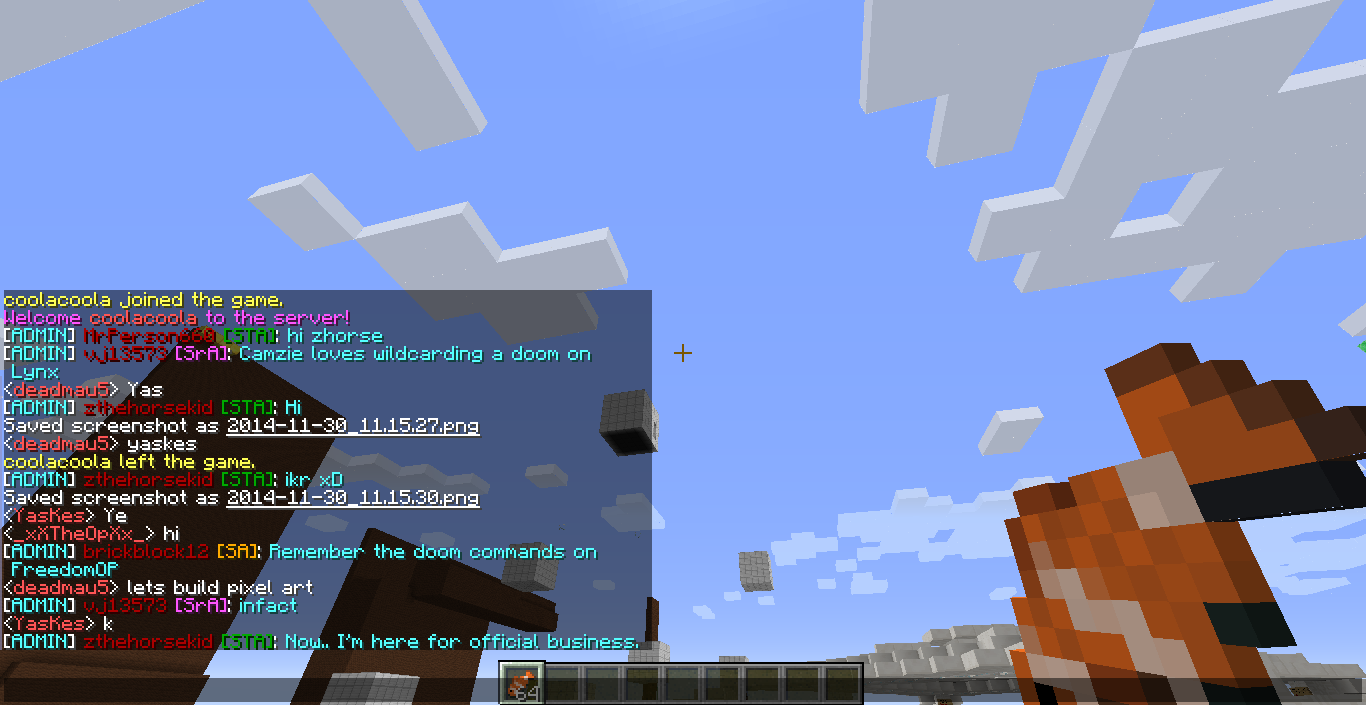 coolacoola joined the game.
Welcome coolacoola to the server!
[ADMIN] MrPerson660 [STA]: hi zhorse
[ADMIN] vj13573 [SrA]: Camzie loves wildcarding a doom on
Lynx
<deadmau5> Yas
[ADMIN] zthehorsekid [STA]: Hi
Saved screenshot as 2014-11-30_11.15.27.png
<deadmau5> yaskes
coolacoola left the game.
[ADMIN] zthehorsekid [STA]: ikr xD
Saved screenshot as 2014-11-30_11.15.30.png
<YasKes> Ye
<_xXTheOpXx_> hi
[ADMIN] brickblock12 [SA]: Remember the doom commands on
FreedomOP
<deadmau5> lets build pixel art
[ADMIN] vj13573 [SrA]: infact
<YasKes> k
[ADMIN] zthehorsekid [STA]: Now.. I'm here for official business.
64